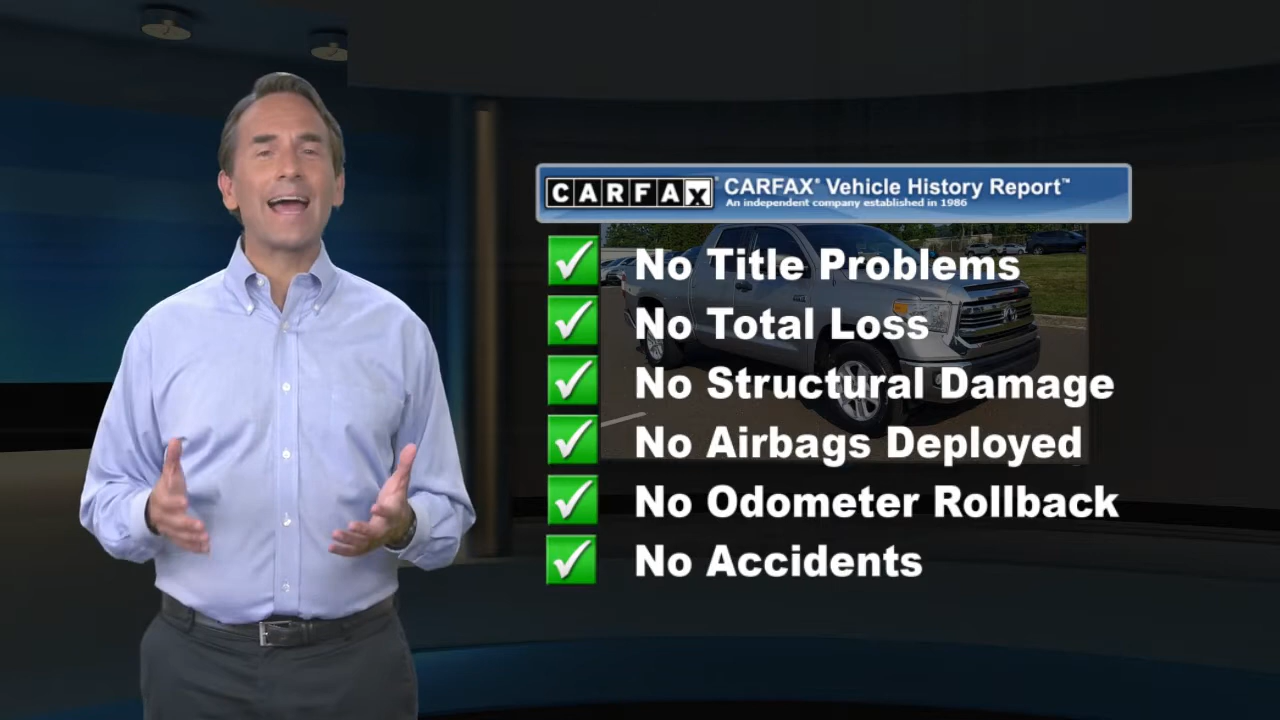 CARFAX® CARFAX® Vehicle History Report™
An independent company established in 1986
No Title Problems
No Total Loss
No Structural Damage
No Airbags Deployed
No Odometer Rollback
No Accidents